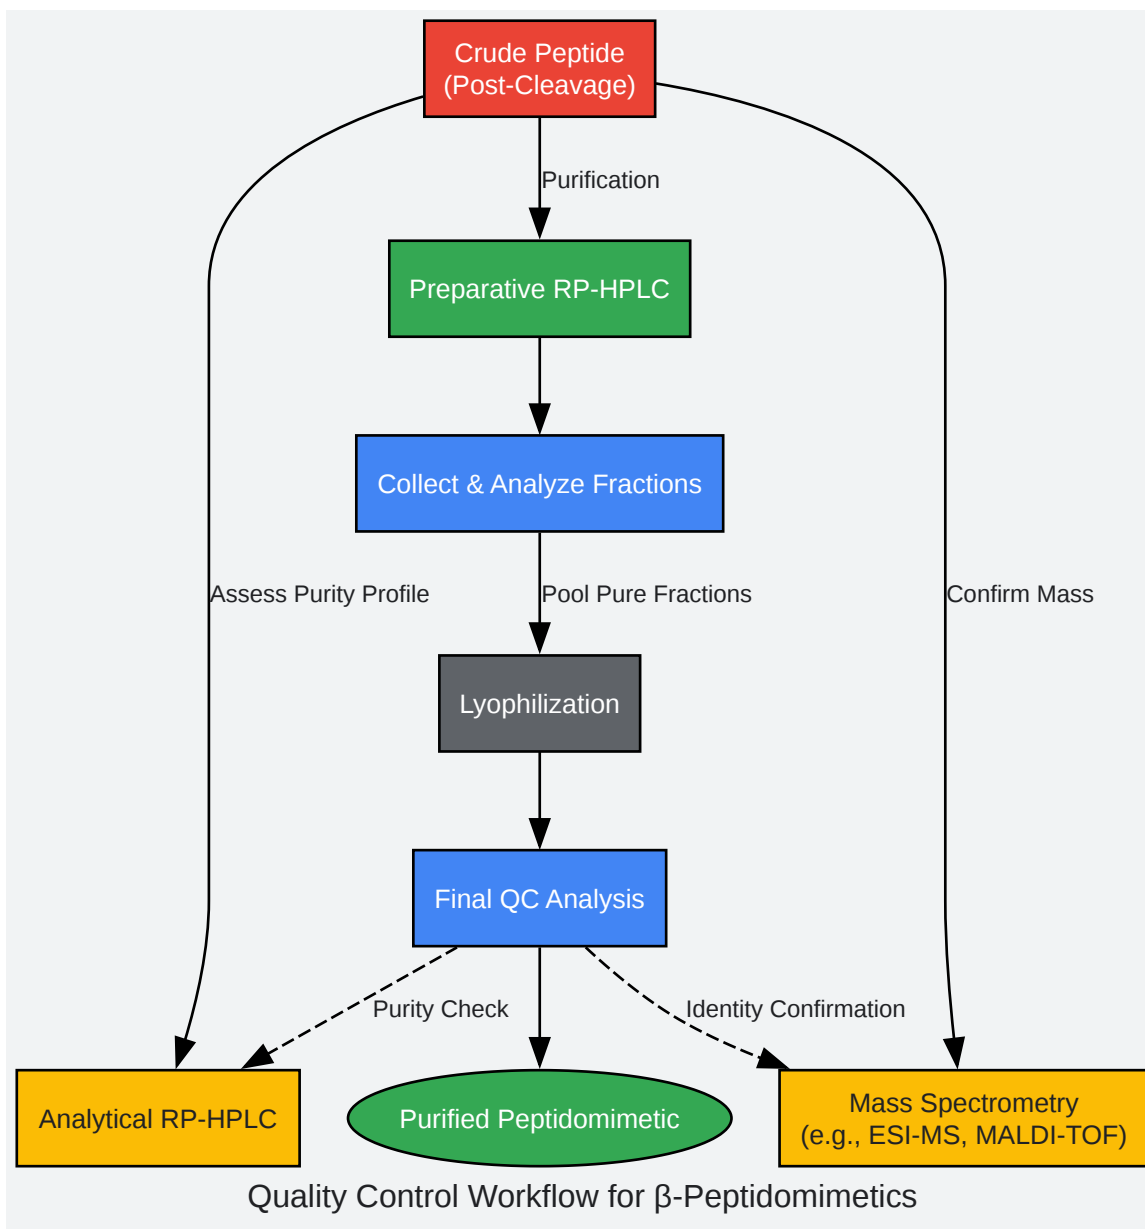 Crude Peptide
(Post-Cleavage)
Purification
Preparative RP-HPLC
Collect & Analyze Fractions
Assess Purity Profile
Pool Pure Fractions
Confirm Mass
Lyophilization
Final QC Analysis
Purity Check
Identity Confirmation
Analytical RP-HPLC
Purified Peptidomimetic
Mass Spectrometry
(e.g., ESI-MS, MALDI-TOF)
Quality Control Workflow for β-Peptidomimetics